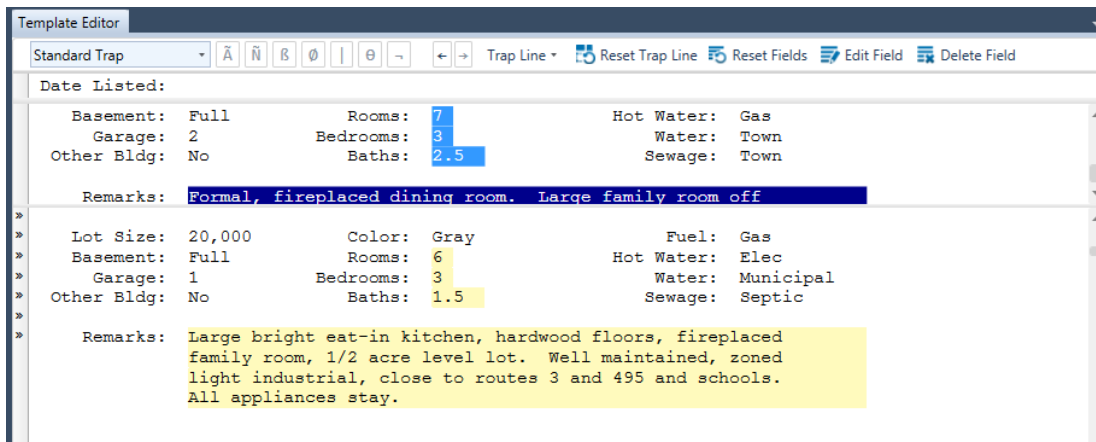 Template Editor
Standard Trap Ã Ñ ß Ø | θ ¬ ← → Trap Line Reset Trap Line Reset Fields Edit Field Delete Field
Date Listed:
Basement: Full Rooms: 7 Hot Water: Gas
Garage: 2 Bedrooms: 3 Water: Town
Other Bldg: No Baths: 2.5 Sewage: Town
Remarks: Formal, fireplaced dining room. Large family room off
»
» Lot Size: 20,000 Color: Gray Fuel: Gas
» Basement: Full Rooms: 6 Hot Water: Elec
» Garage: 1 Bedrooms: 3 Water: Municipal
» Other Bldg: No Baths: 1.5 Sewage: Septic
»
» Remarks: Large bright eat-in kitchen, hardwood floors, fireplaced
family room, 1/2 acre level lot. Well maintained, zoned
light industrial, close to routes 3 and 495 and schools.
All appliances stay.